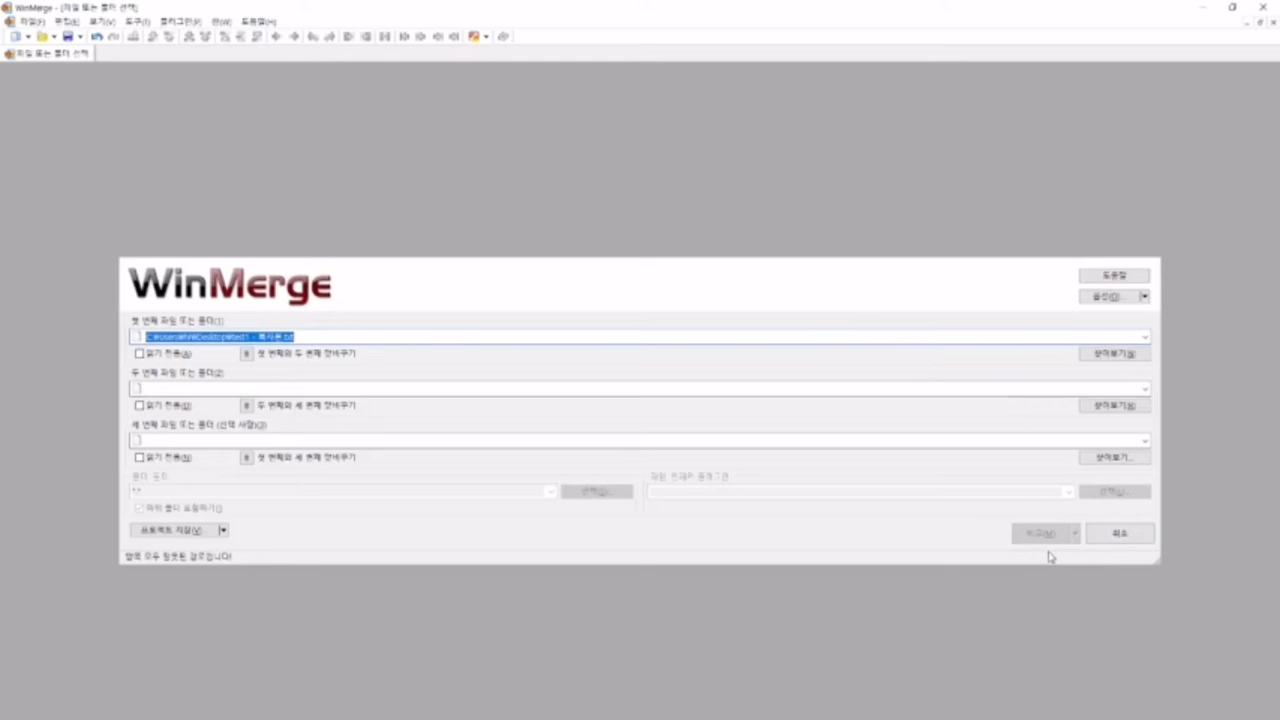 WinMerge - [파일 또는 폴더 선택]
파일(F) 편집(E) 보기(V) 도구(T) 플러그인(P) 창(W) 도움말(H)
파일 또는 폴더 선택
WinMerge
도움말
옵션(O)...
첫 번째 파일 또는 폴더(1)
- 복사본.txt
읽기 전용(A) 첫 번째와 두 번째 맞바꾸기 찾아보기(B)
두 번째 파일 또는 폴더(2)
읽기 전용(D) 두 번째와 세 번째 맞바꾸기 찾아보기(R)
세 번째 파일 또는 폴더 (선택 사항)(3)
읽기 전용(N) 첫 번째와 세 번째 맞바꾸기 찾아보기...
폴더: 필터
*.* 선택
하위 폴더 포함하기(I)
프로젝트 저장(V)... 비교(M) 취소
양쪽 모두 잘못된 경로입니다!